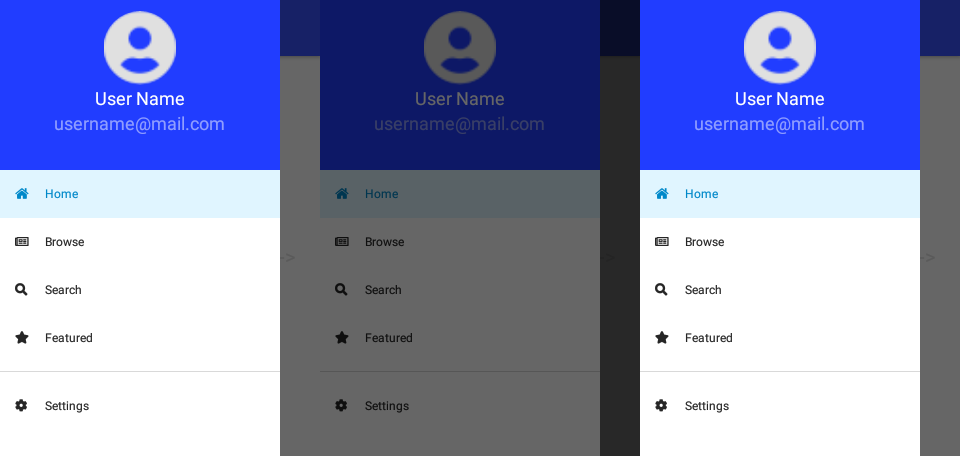 User Name
username@mail.com
Home
Browse
Search
Featured
Settings
->
User Name
username@mail.com
Home
Browse
Search
Featured
Settings
->
User Name
username@mail.com
Home
Browse
Search
Featured
Settings
->